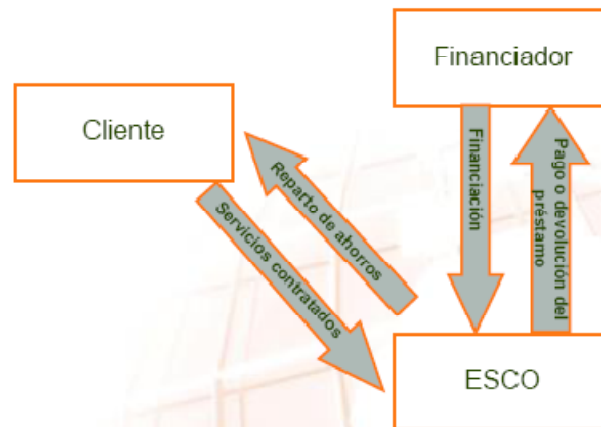 Financiador
Cliente
Reparto de ahorros
Servicios contratados
Financiación
Pago o devolución del
préstamo
ESCO